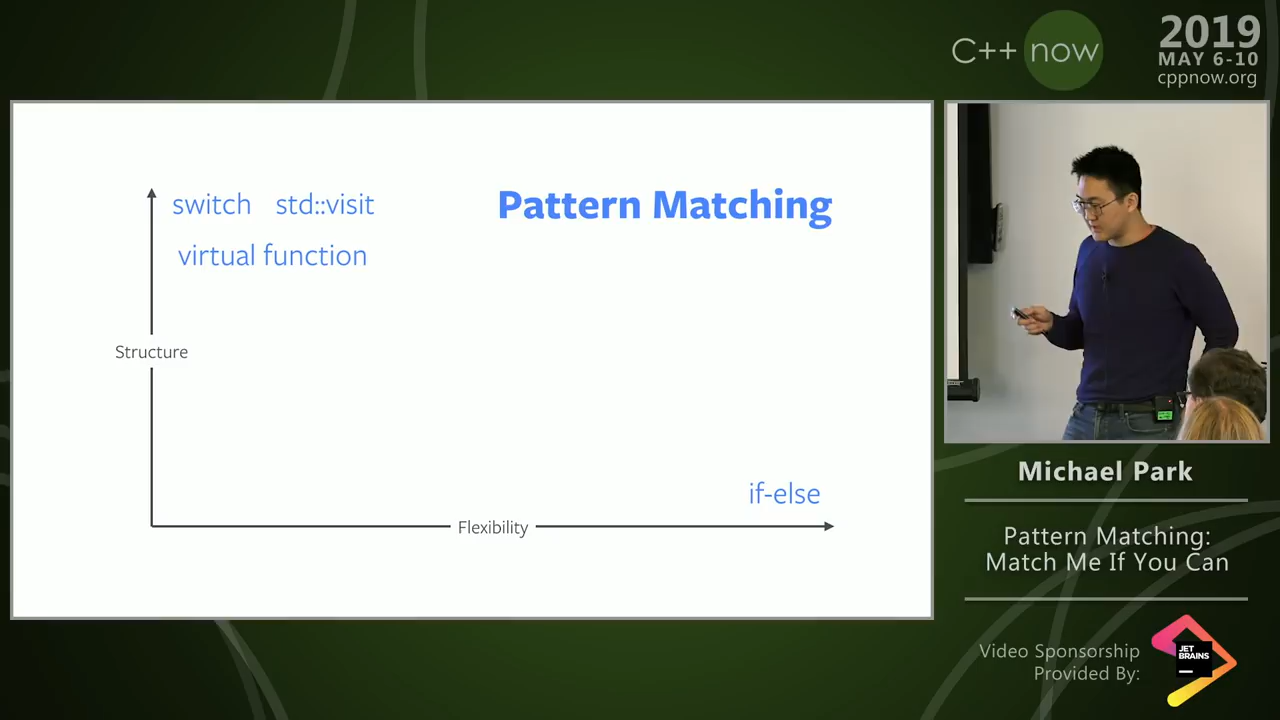 C++ now
2019
MAY 6-10
cppnow.org
switch std::visit
Pattern Matching
virtual function
Structure
if-else
Flexibility
Michael Park
Pattern Matching:
Match Me If You Can
Video Sponsorship
Provided By:
JET
BRAINS